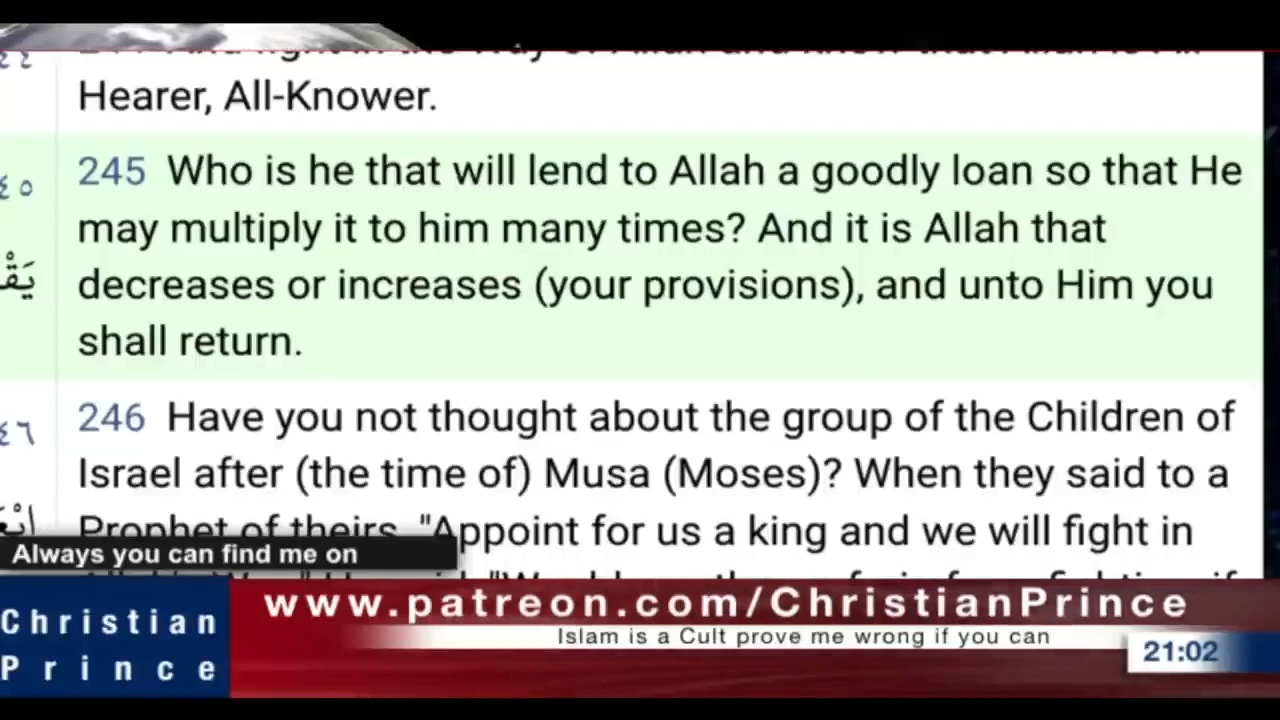 Hearer, All-Knower.
٤٥
245 Who is he that will lend to Allah a goodly loan so that He
may multiply it to him many times? And it is Allah that
يَقْ
decreases or increases (your provisions), and unto Him you
shall return.
٤٦
246 Have you not thought about the group of the Children of
Israel after (the time of) Musa (Moses)? When they said to a
Prophet of theirs, "Appoint for us a king and we will fight in
Always you can find me on
Christian
Prince
www.patreon.com/ChristianPrince
Islam is a Cult prove me wrong if you can
21:02